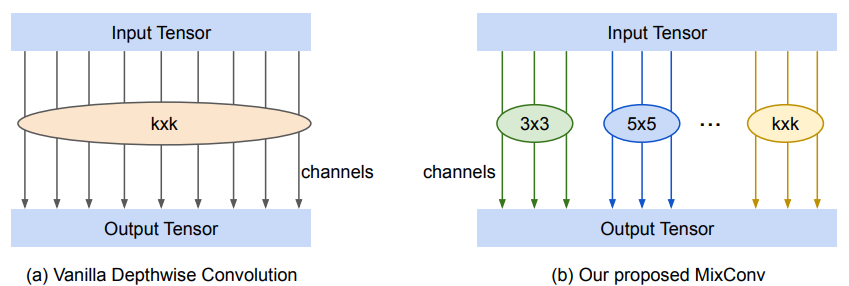 Input Tensor
kxk
channels
Output Tensor
(a) Vanilla Depthwise Convolution
Input Tensor
3x3 5x5 ... kxk
channels
Output Tensor
(b) Our proposed MixConv